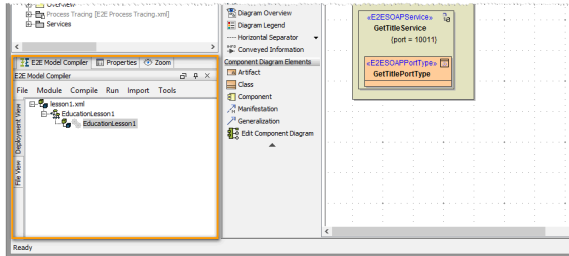 Overview
Process Tracing [E2E Process Tracing.xml]
Services
E2E Model Compiler
Properties
Zoom
E2E Model Compiler
File Module Compile Run Import Tools
Deployment View
File View
lesson1.xml
EducationLesson1
EducationLesson1
Ready
Diagram Overview
Diagram Legend
Horizontal Separator
Conveyed Information
Component Diagram Elements
Artifact
Class
Component
Manifestation
Generalization
Edit Component Diagram
«E2ESOAPService»
GetTitleService
(port = 10011)
«E2ESOAPPortType»
GetTitlePortType